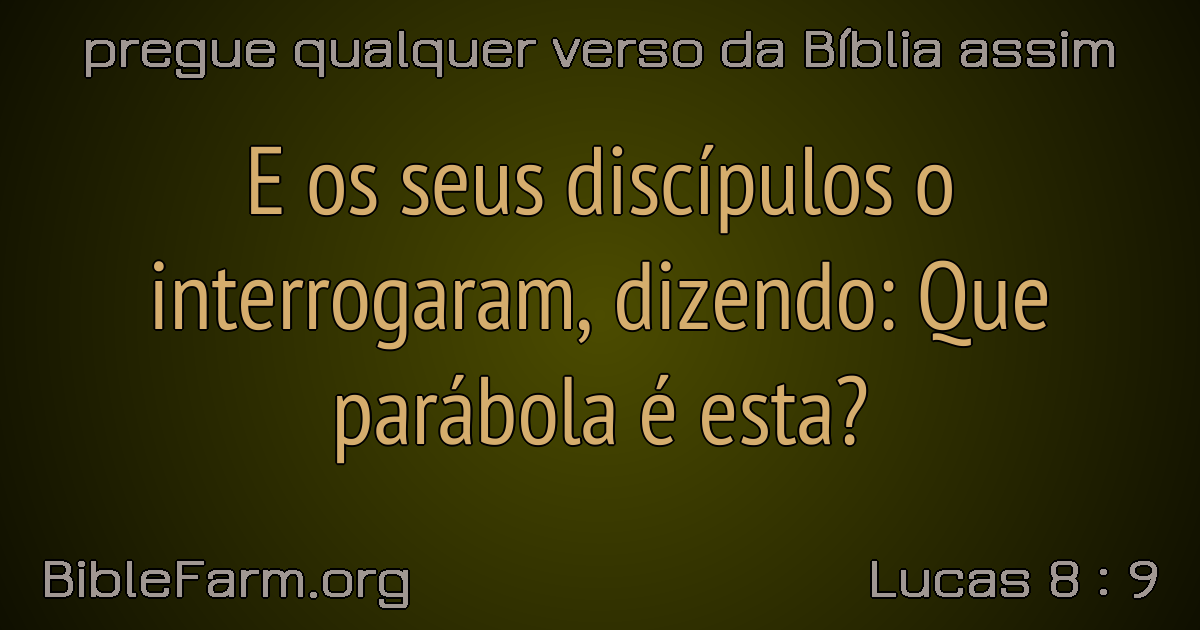 pregue qualquer verso da Bíblia assim
E os seus discípulos o
interrogaram, dizendo: Que
parábola é esta?
BibleFarm.org
Lucas 8 : 9